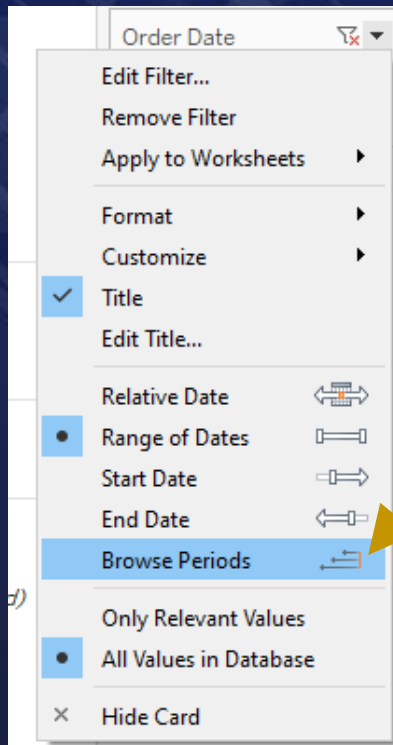 Order Date
Edit Filter...
Remove Filter
Apply to Worksheets
Format
Customize
Title
Edit Title...
Relative Date
Range of Dates
Start Date
End Date
Browse Periods
d)
Only Relevant Values
All Values in Database
Hide Card